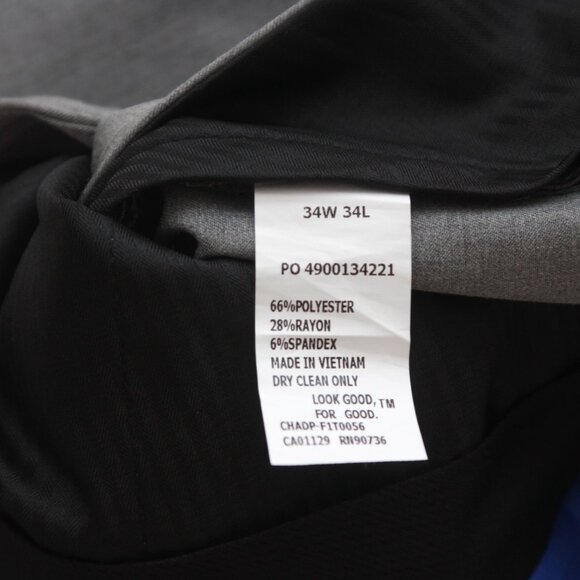 34W 34L
PO 4900134221
66%POLYESTER
28%RAYON
6%SPANDEX
MADE IN VIETNAM
DRY CLEAN ONLY
LOOK GOOD,TM
FOR GOOD.
CHADP-F1T0056
CA01129 RN90736